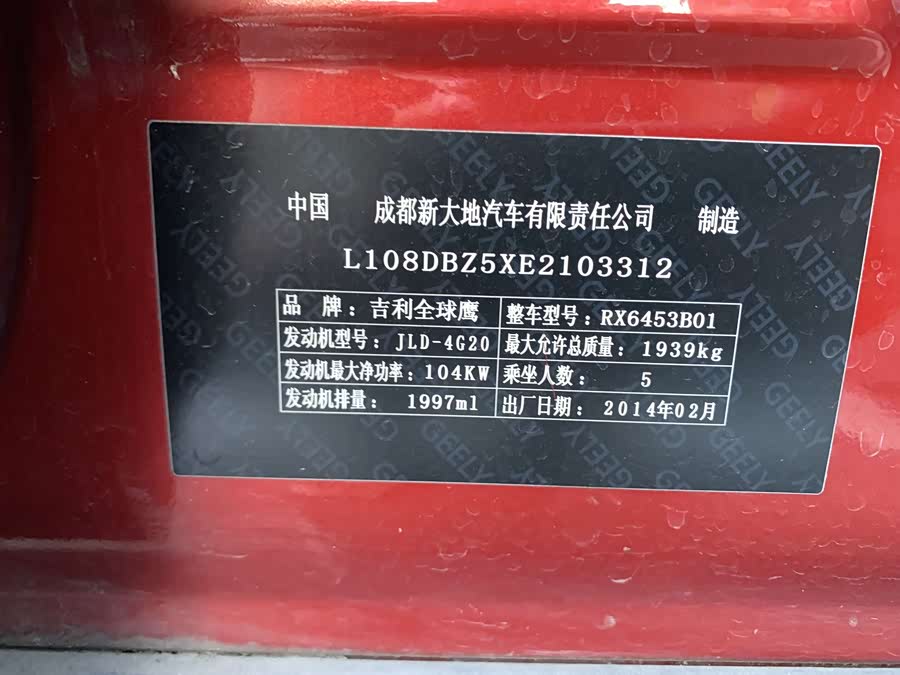 中国 成都新大地汽车有限责任公司 制造
L108DBZ5XE2103312
品 牌：吉利全球鹰 整车型号：RX6453B01
发动机型号：JLD-4G20 最大允许总质量：1939kg
发动机最大净功率：104KW 乘坐人数： 5
发动机排量： 1997ml 出厂日期： 2014年02月
GEELY